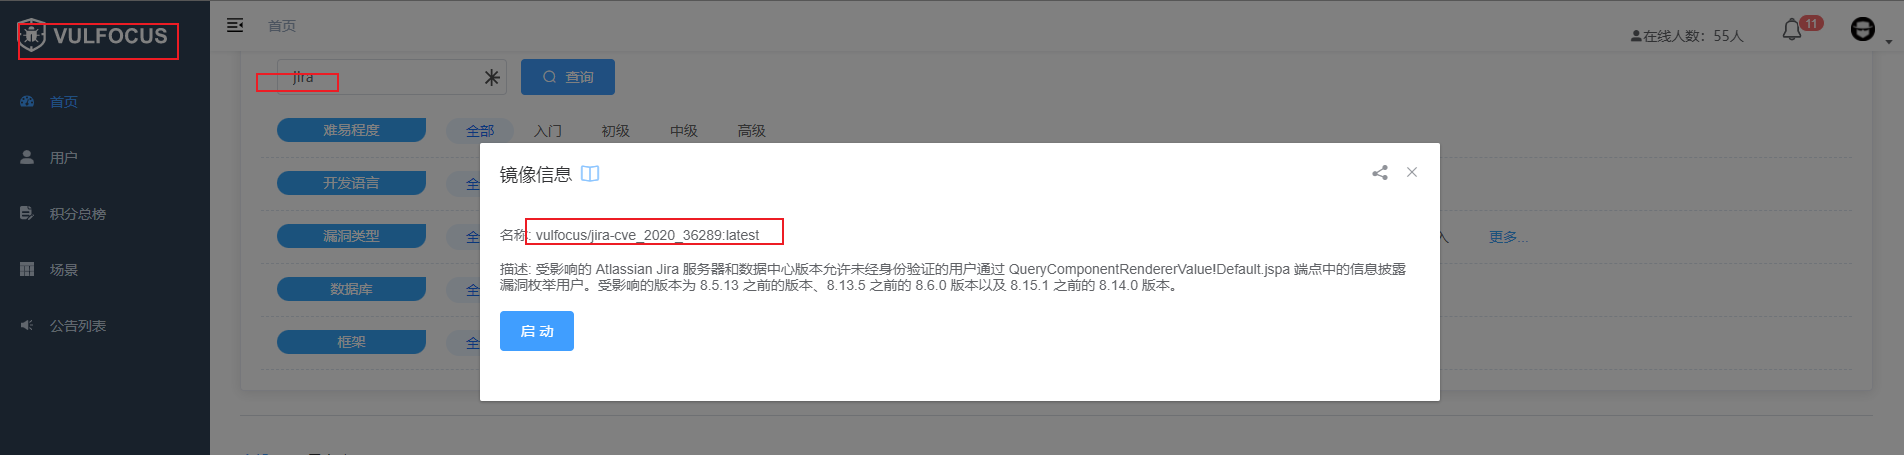 VULFOCUS
首页
在线人数：55人
11
jira
查询
首页
用户
积分总榜
场景
公告列表
难易程度 全部 入门 初级 中级 高级
开发语言 全
漏洞类型 全 入 更多...
数据库 全
框架 全
镜像信息
名称: vulfocus/jira-cve_2020_36289:latest
描述: 受影响的 Atlassian Jira 服务器和数据中心版本允许未经身份验证的用户通过 QueryComponentRendererValue!Default.jspa 端点中的信息披露
漏洞枚举用户。受影响的版本为 8.5.13 之前的版本、8.13.5 之前的 8.6.0 版本以及 8.15.1 之前的 8.14.0 版本。
启 动